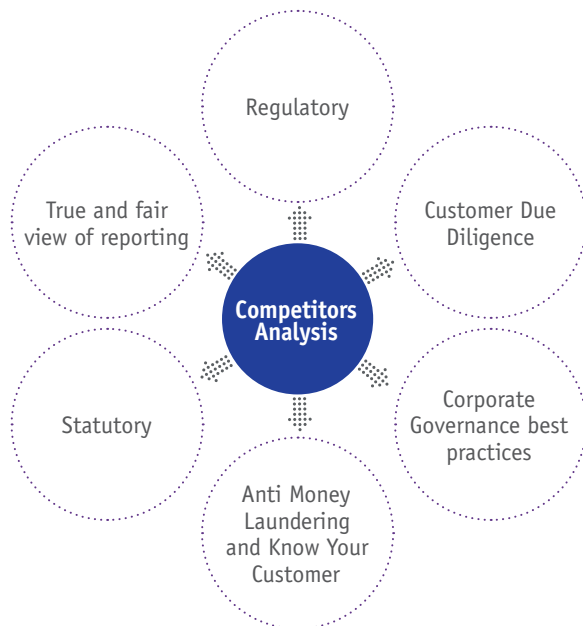 Regulatory
True and fair
view of reporting
Customer Due
Diligence
Competitors
Analysis
Statutory
Corporate
Governance best
practices
Anti Money
Laundering
and Know Your
Customer